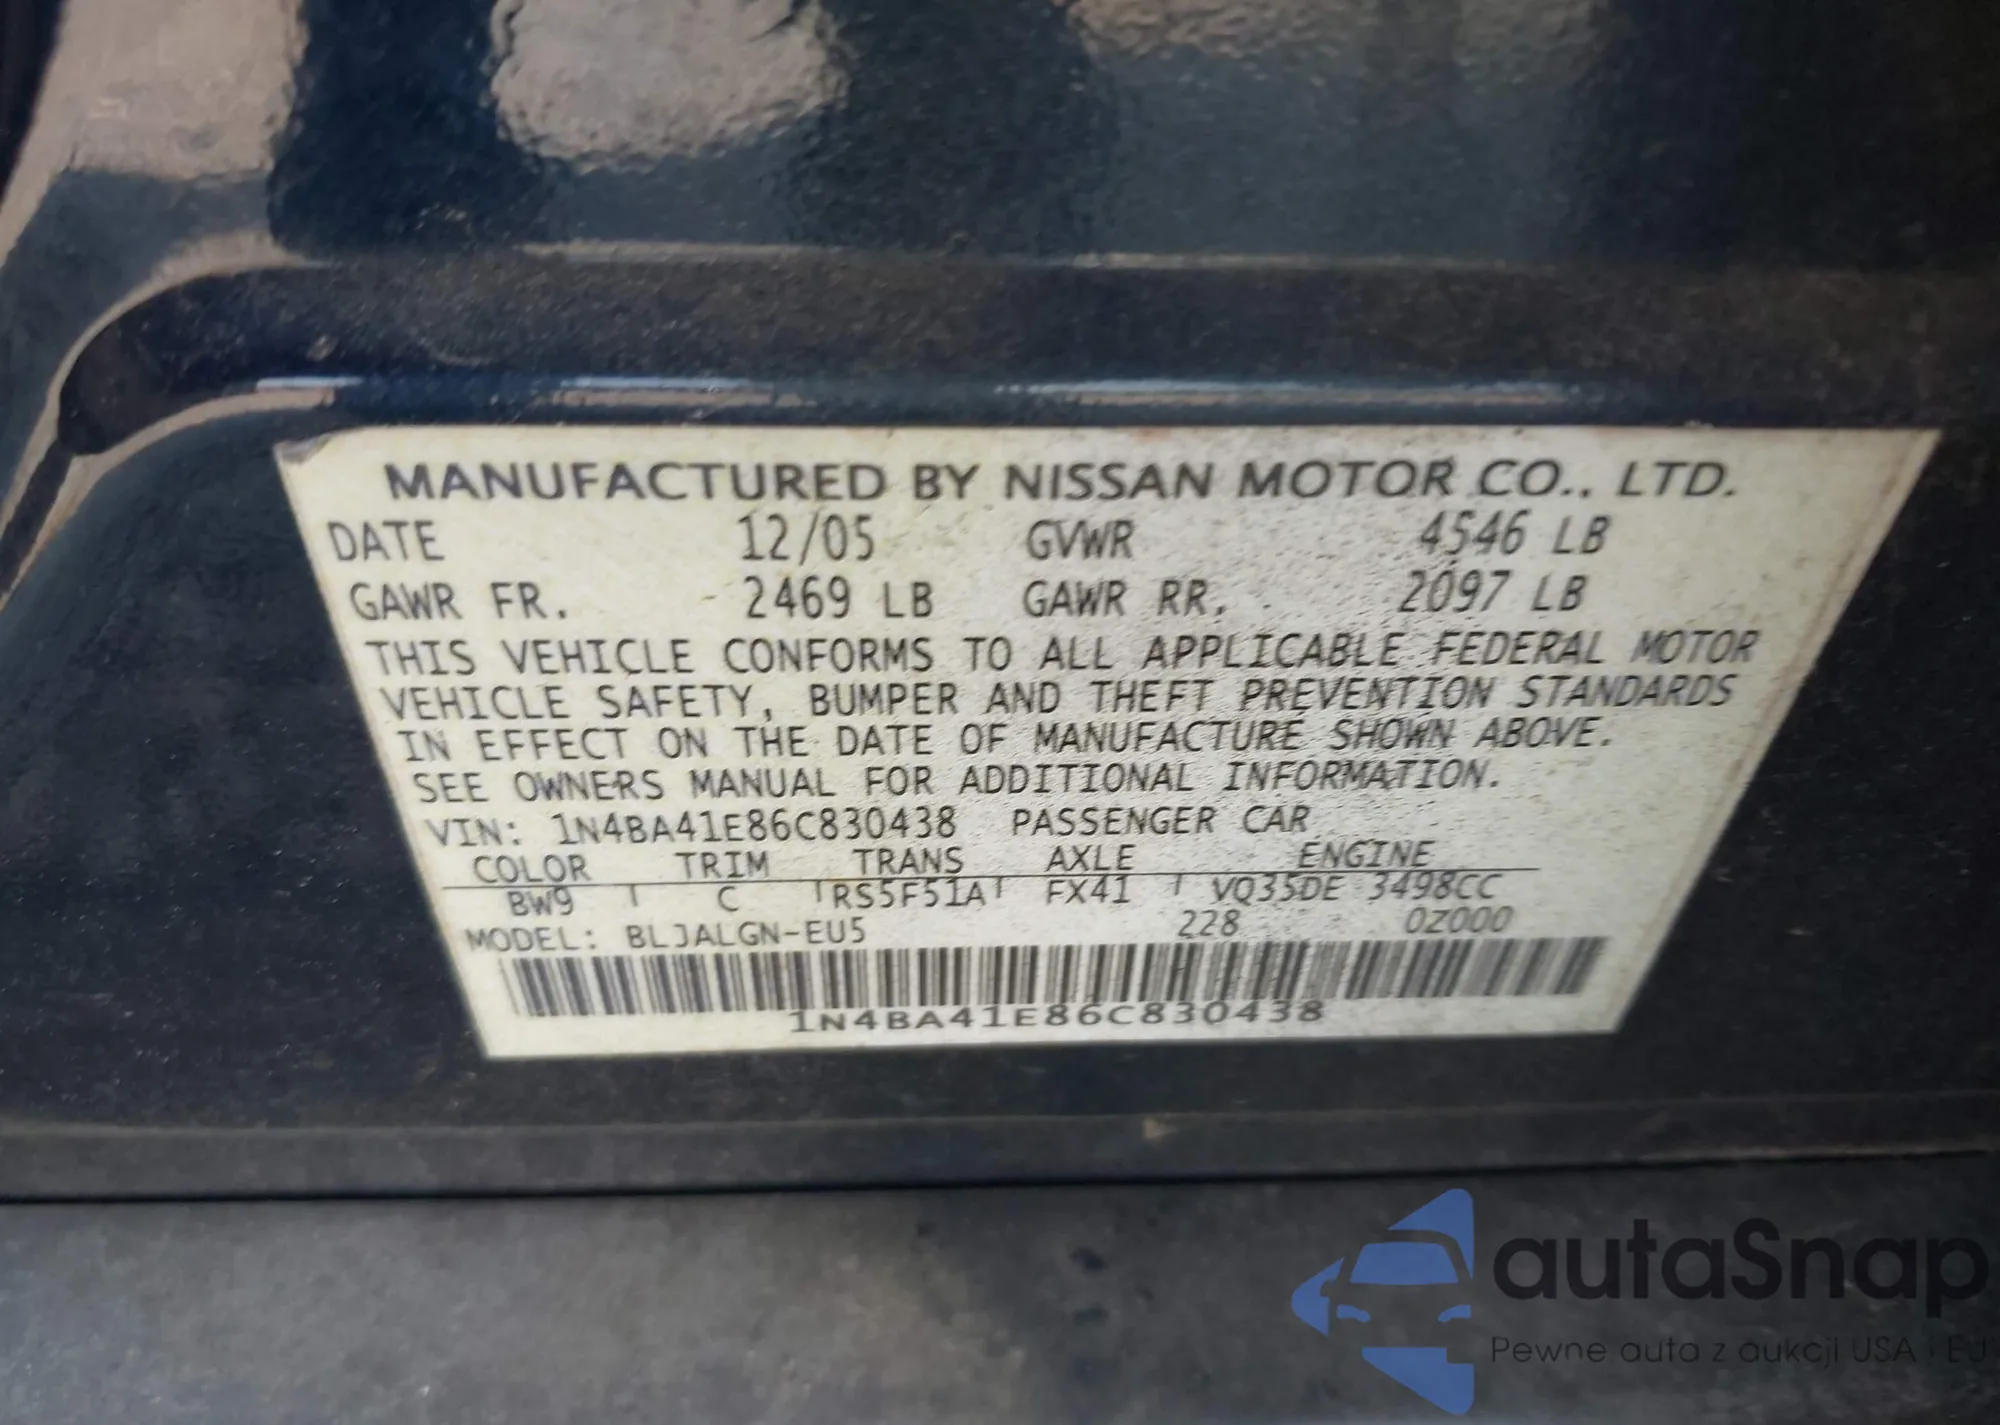 MANUFACTURED BY NISSAN MOTOR CO., LTD.
DATE 12/05 GVWR 4546 LB
GAWR FR. 2469 LB GAWR RR. 2097 LB
THIS VEHICLE CONFORMS TO ALL APPLICABLE FEDERAL MOTOR
VEHICLE SAFETY, BUMPER AND THEFT PREVENTION STANDARDS
IN EFFECT ON THE DATE OF MANUFACTURE SHOWN ABOVE.
SEE OWNERS MANUAL FOR ADDITIONAL INFORMATION.
VIN: 1N4BA41E86C830438 PASSENGER CAR
COLOR TRIM TRANS AXLE ENGINE
BW9 C RS5F51A FX41 VQ35DE 3498CC
MODEL: BLJALGN-EU5 228 0Z000
1N4BA41E86C830438
autaSnap
Pewne auta z aukcji USA i EU